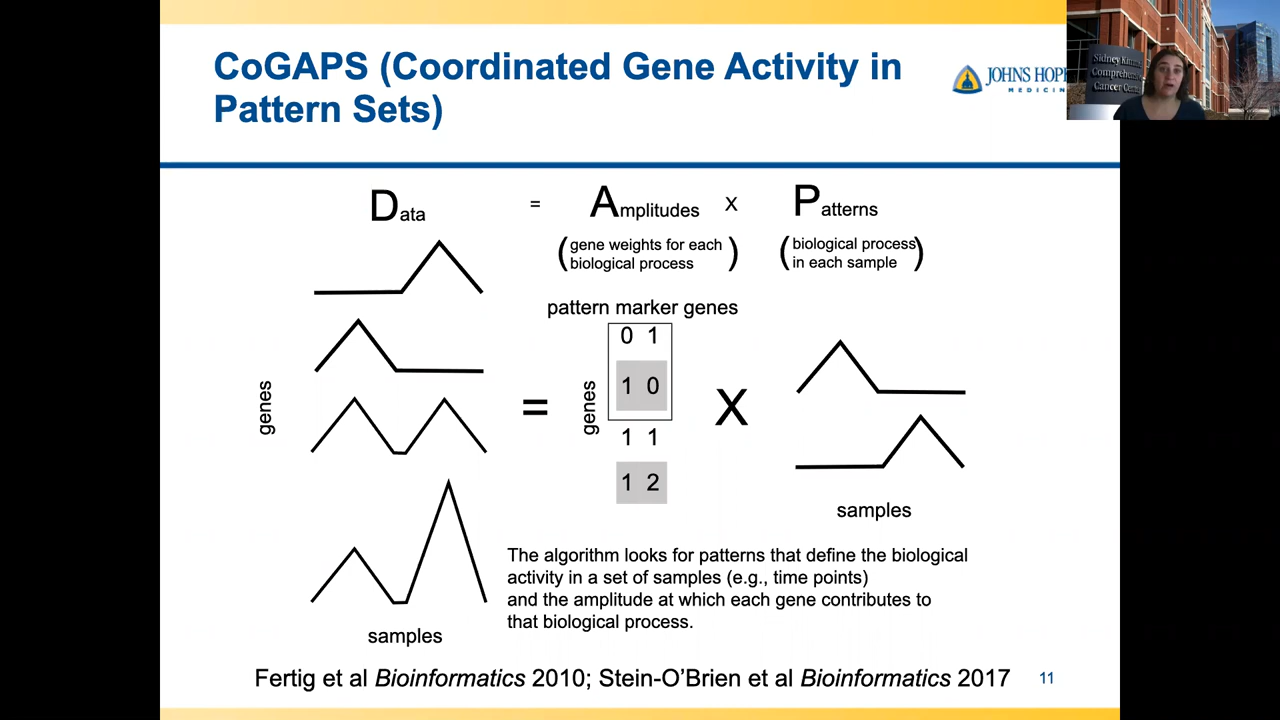 CoGAPS (Coordinated Gene Activity in
Pattern Sets)
JOHNS
MEDICIN
Sidney Kimmel
Comprehensive
Cancer
Data = Amplitudes x Patterns
(gene weights for each
biological process)
(biological process
in each sample)
pattern marker genes
genes
=
genes
0 1
1 0
1 1
1 2
X
samples
samples
The algorithm looks for patterns that define the biological
activity in a set of samples (e.g., time points)
and the amplitude at which each gene contributes to
that biological process.
Fertig et al Bioinformatics 2010; Stein-O'Brien et al Bioinformatics 2017
11